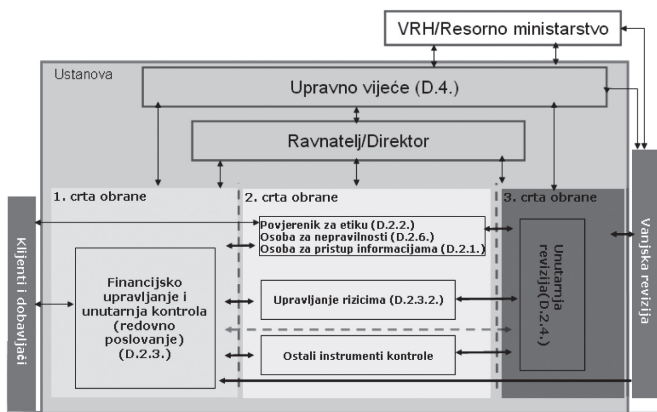 VRH/Resorno ministarstvo
Ustanova
Upravno vijeće (D.4.)
Ravnatelj/Direktor
1. crta obrane
2. crta obrane
3. crta obrane
Klijenti i dobavljači
Financijsko
upravljanje i
unutarnja kontrola
(redovno
poslovanje)
(D.2.3.)
Povjerenik za etiku (D.2.2.)
Osoba za nepravilnosti (D.2.6.)
Osoba za pristup informacijama (D.2.1.)
Upravljanje rizicima (D.2.3.2.)
Ostali instrumenti kontrole
Unutarnja
revizija(D.2.4.)
Vanjska revizija